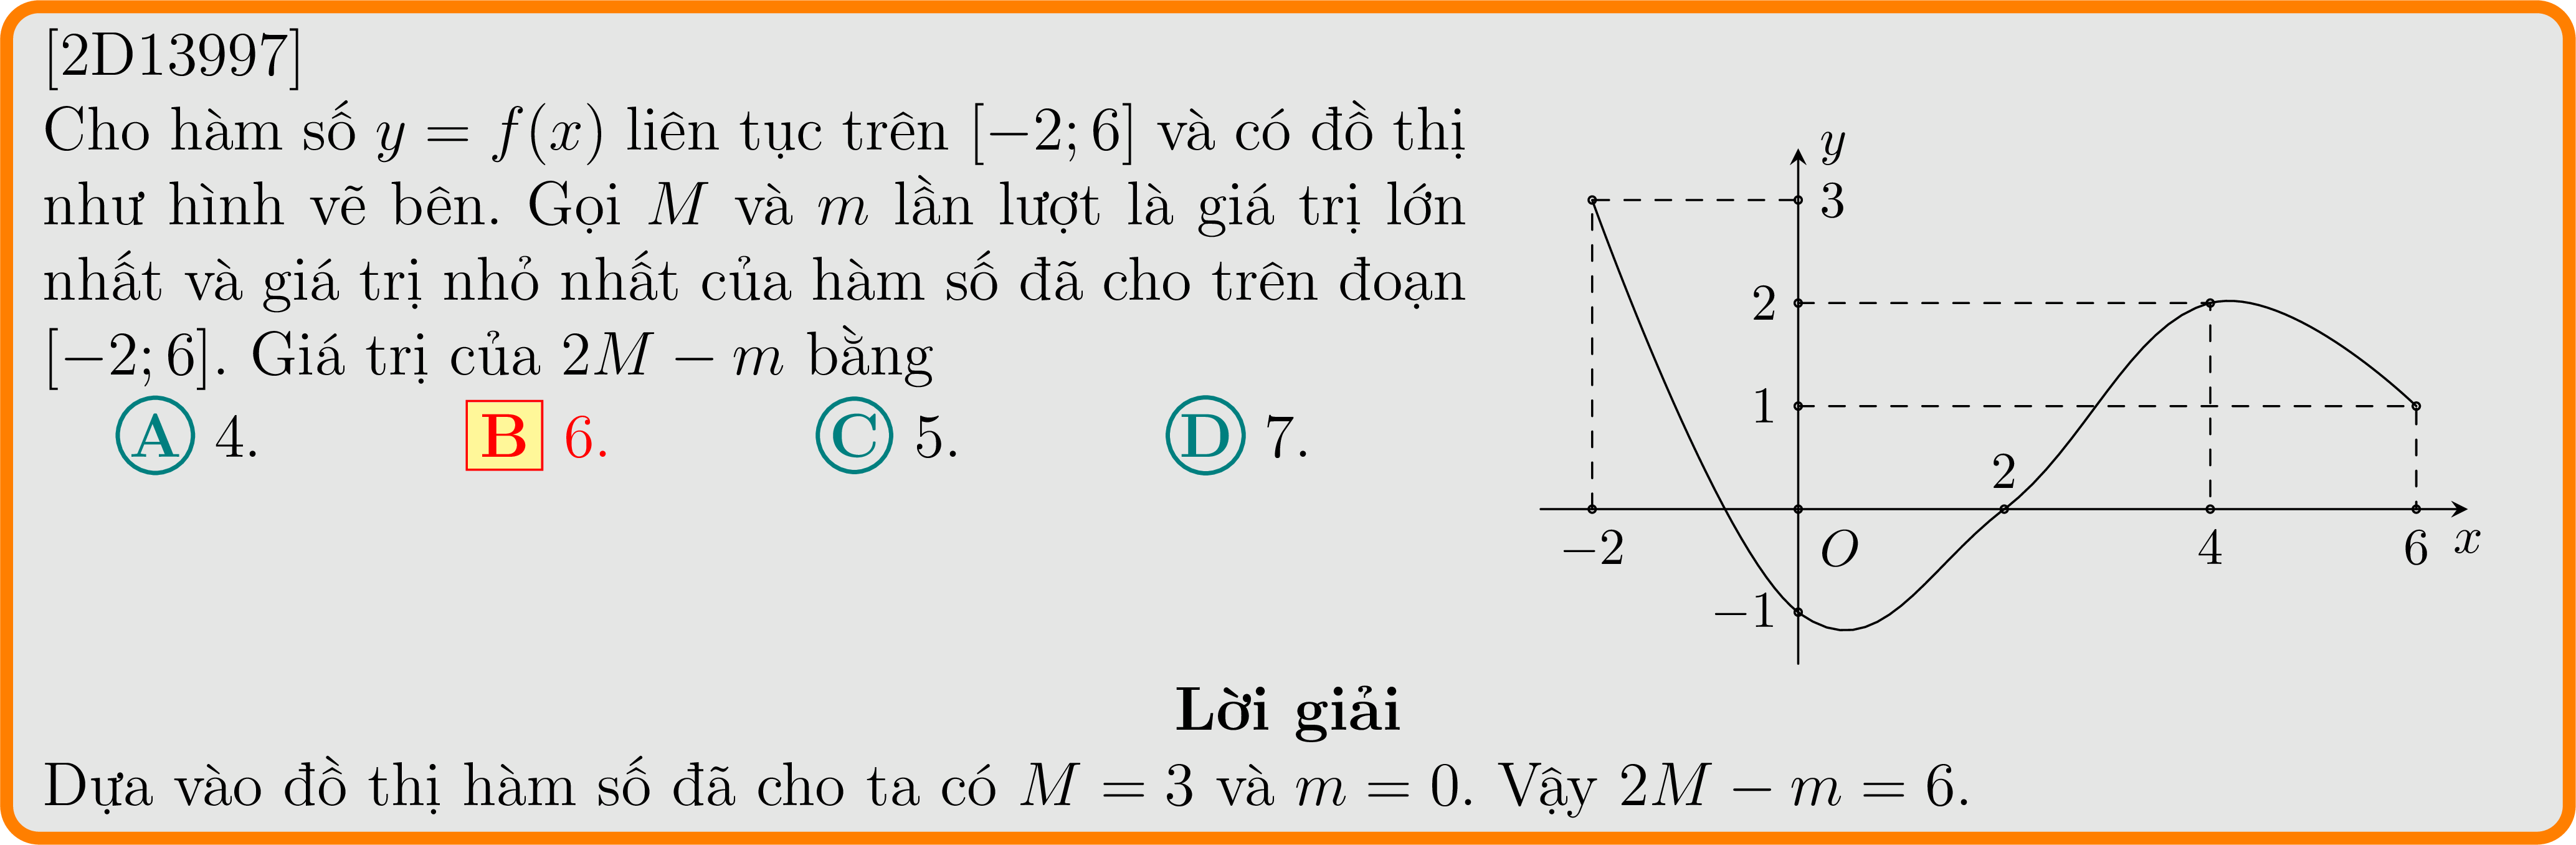 [2D13997]
Cho hàm số y = f(x) liên tục trên [−2; 6] và có đồ thị
như hình vẽ bên. Gọi M và m lần lượt là giá trị lớn
nhất và giá trị nhỏ nhất của hàm số đã cho trên đoạn
[−2; 6]. Giá trị của 2M − m bằng
A 4. B 6. C 5. D 7.
y
3
2
1
2
−2 O 4 6 x
−1
Lời giải
Dựa vào đồ thị hàm số đã cho ta có M = 3 và m = 0. Vậy 2M − m = 6.